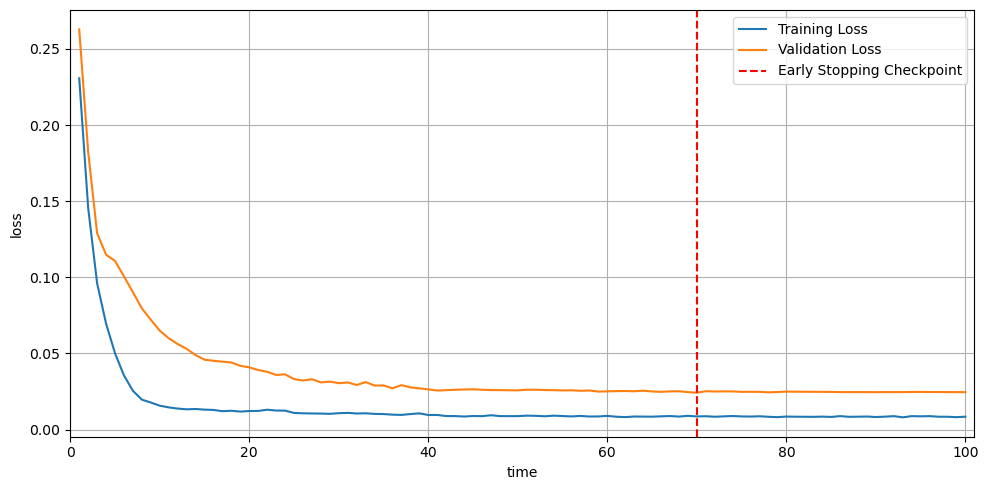 Training Loss
Validation Loss
Early Stopping Checkpoint
0.25
0.20
0.15
0.10
0.05
0.00
loss
0 20 40 60 80 100
time